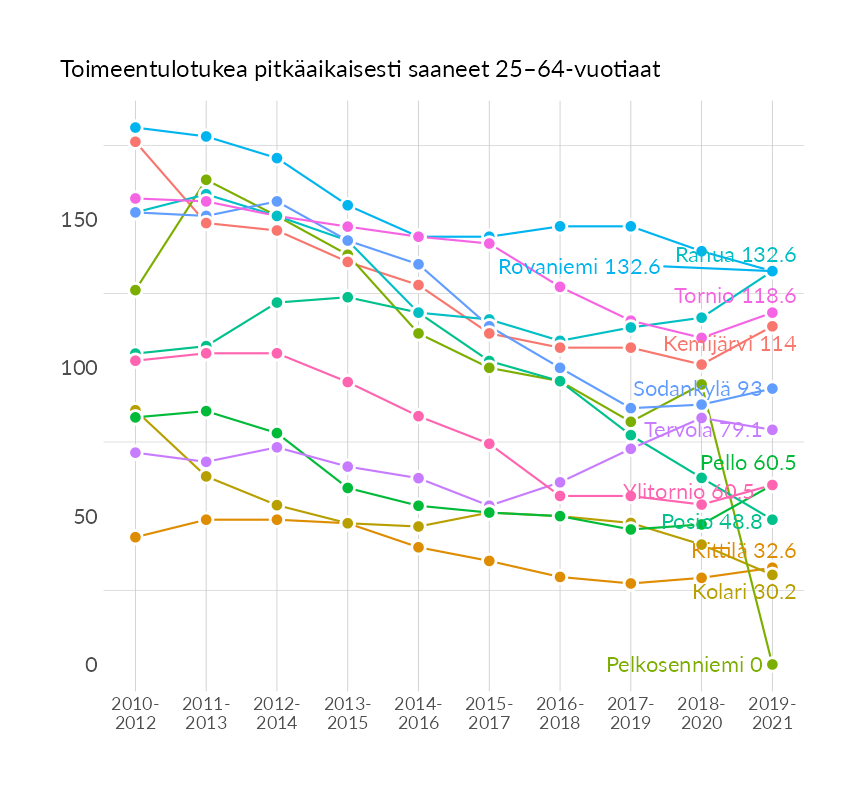 Toimeentulotukea pitkäaikaisesti saaneet 25–64-vuotiaat
150
100
50
0
Ranua 132.6
Rovaniemi 132.6
Tornio 118.6
Kemijärvi 114
Sodankylä 93
Tervola 79.1
Pello 60.5
Ylitornio 60.5
Posio 48.8
Kittilä 32.6
Kolari 30.2
Pelkosenniemi 0
2010- 2011- 2012- 2013- 2014- 2015- 2016- 2017- 2018- 2019-
2012 2013 2014 2015 2016 2017 2018 2019 2020 2021